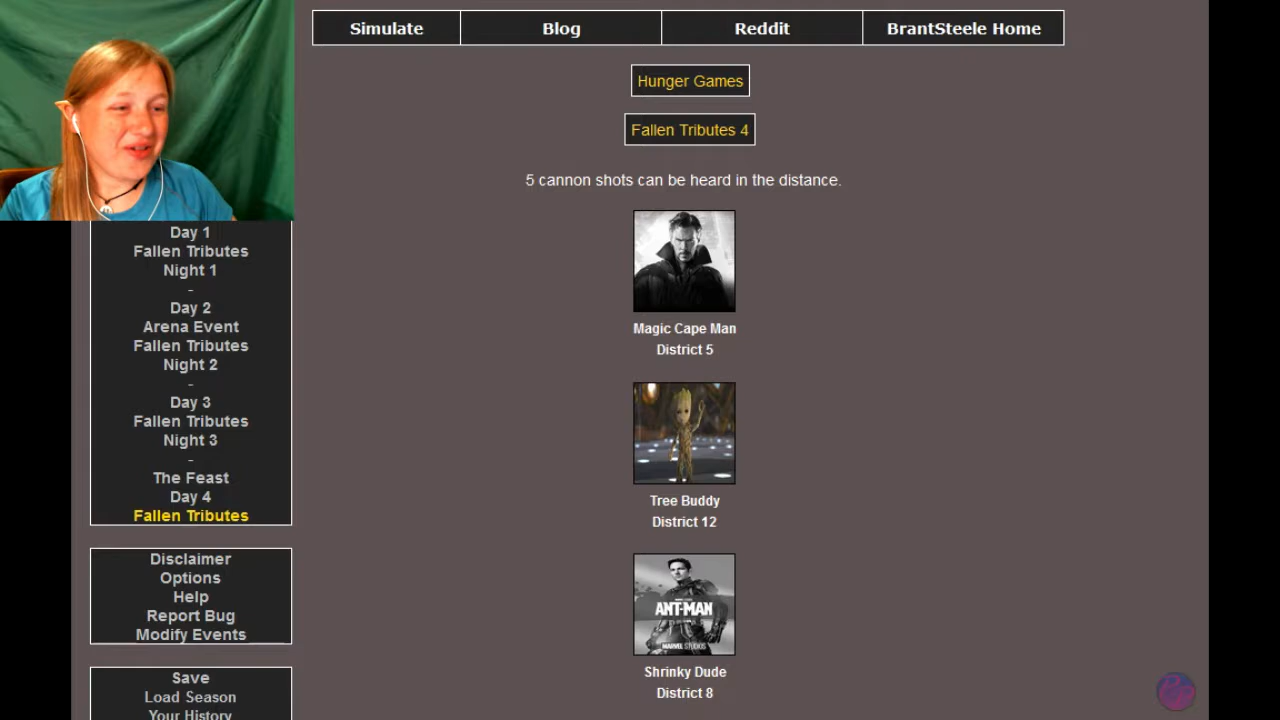 Simulate
Blog
Reddit
BrantSteele Home
Hunger Games
Fallen Tributes 4
5 cannon shots can be heard in the distance.
Magic Cape Man
District 5
Tree Buddy
District 12
ANT-MAN
MARVEL STUDIOS
Shrinky Dude
District 8
Day 1
Fallen Tributes
Night 1
-
Day 2
Arena Event
Fallen Tributes
Night 2
-
Day 3
Fallen Tributes
Night 3
-
The Feast
Day 4
Fallen Tributes
Disclaimer
Options
Help
Report Bug
Modify Events
Save
Load Season
Your History